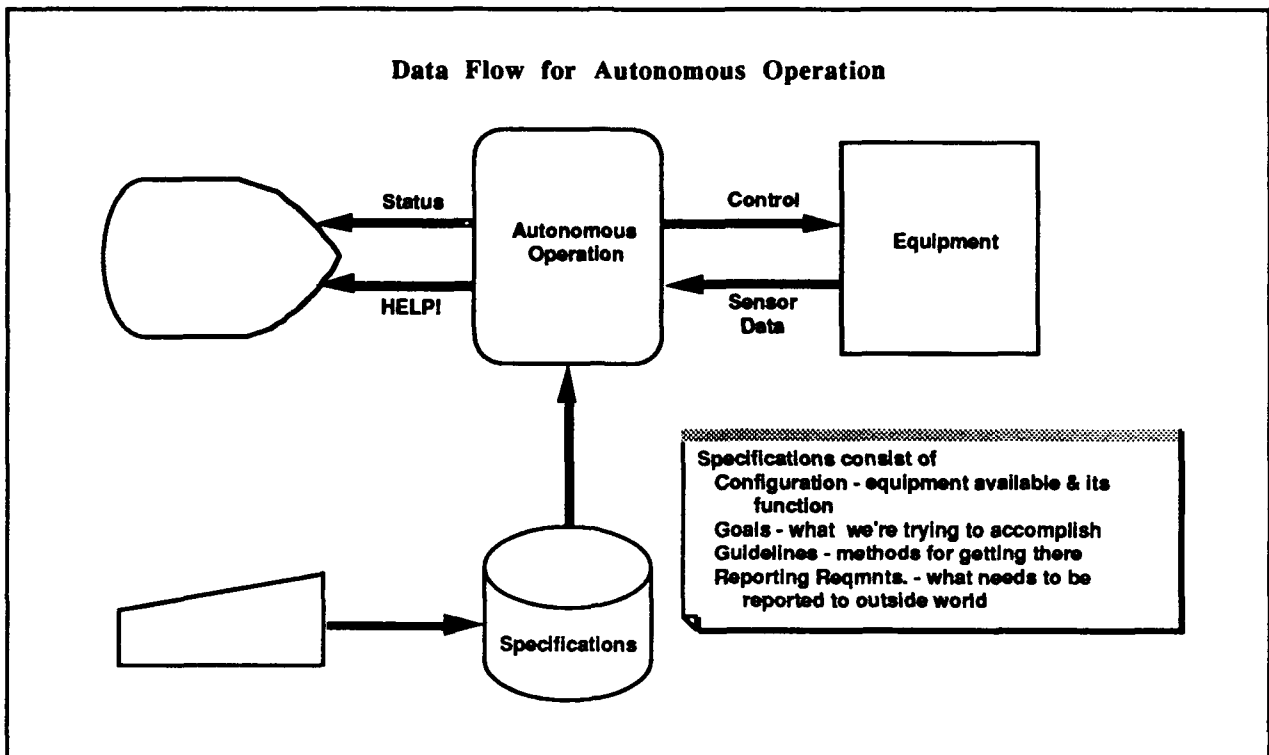 Data Flow for Autonomous Operation
Status
Autonomous
Operation
Control
Equipment
HELP!
Sensor
Data
Specifications consist of
Configuration - equipment available & its
function
Goals - what we're trying to accomplish
Guidelines - methods for getting there
Reporting Reqmnts. - what needs to be
reported to outside world
Specifications